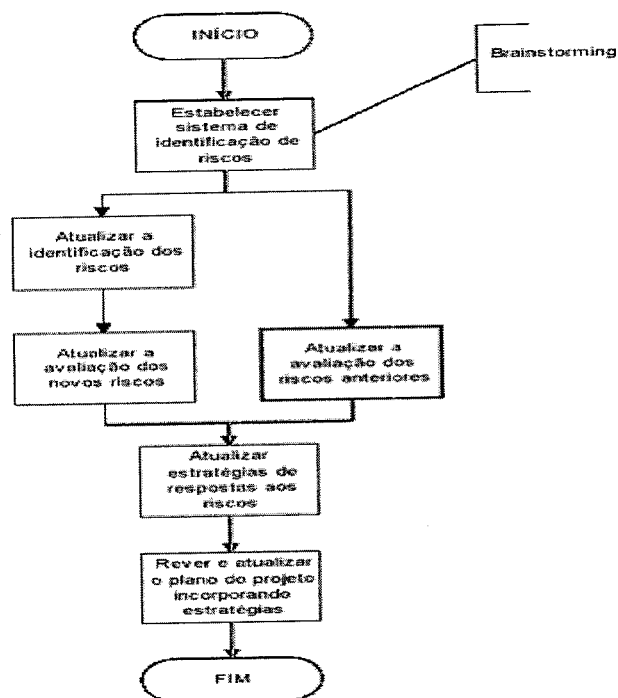 INÍCIO
Brainstorming
Estabelecer
sistema de
identificação de
riscos
Atualizar a
identificação dos
riscos
Atualizar a
avaliação dos
novos riscos
Atualizar a
avaliação dos
riscos anteriores
Atualizar
estratégias de
respostas aos
riscos
Rever e atualizar
o plano do projeto
incorporando
estratégias
FIM